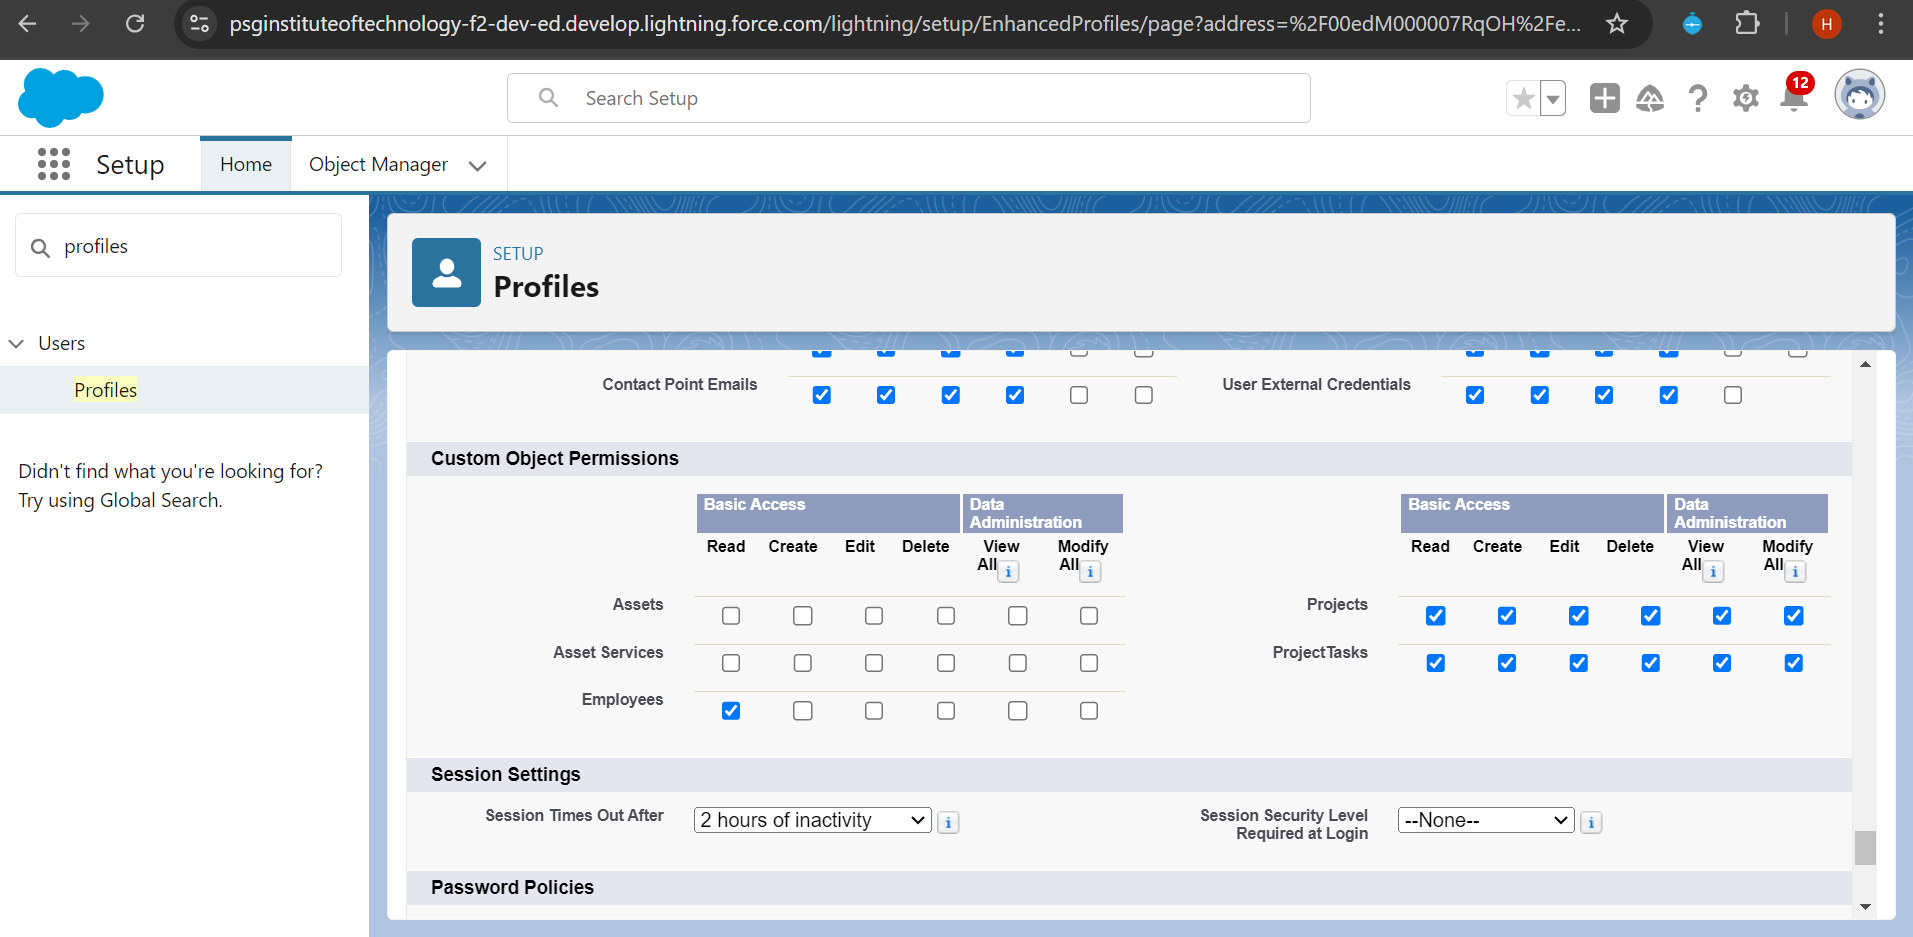 psginstituteoftechnology-f2-dev-ed.develop.lightning.force.com/lightning/setup/EnhancedProfiles/page?address=%2F00edM000007RqOH%2Fe...
H
Search Setup
12
Setup
Home
Object Manager
profiles
Users
Profiles
Didn't find what you're looking for?
Try using Global Search.
SETUP
Profiles
Contact Point Emails
User External Credentials
Custom Object Permissions
Basic Access
Data Administration
Basic Access
Data Administration
Read Create Edit Delete View All i Modify All i
Read Create Edit Delete View All i Modify All i
Assets
Projects
Asset Services
ProjectTasks
Employees
Session Settings
Session Times Out After
2 hours of inactivity
i
Session Security Level
Required at Login
--None--
i
Password Policies